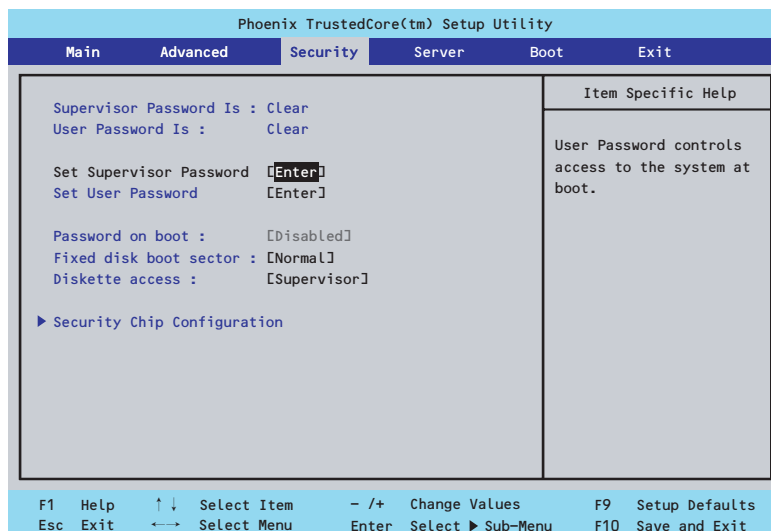 Phoenix TrustedCore(tm) Setup Utility
Main Advanced Security Server Boot Exit
Supervisor Password Is : Clear
User Password Is : Clear
Set Supervisor Password [Enter]
Set User Password [Enter]
Password on boot : [Disabled]
Fixed disk boot sector : [Normal]
Diskette access : [Supervisor]
▶ Security Chip Configuration
Item Specific Help
User Password controls
access to the system at
boot.
F1 Help ↑↓ Select Item − /+ Change Values F9 Setup Defaults
Esc Exit ←→ Select Menu Enter Select ▶ Sub−Menu F10 Save and Exit